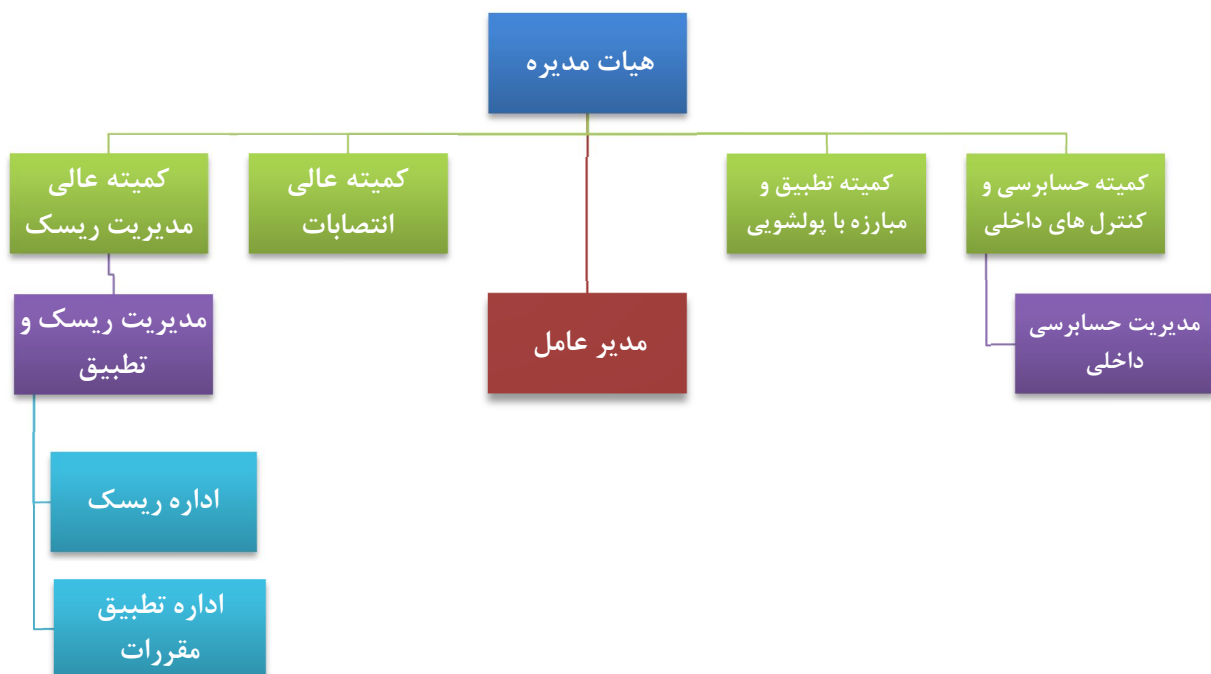 هیات مدیره
کمیته حسابرسی و
کنترل های داخلی
کمیته تطبیق و
مبارزه با پولشویی
کمیته عالی
انتصابات
کمیته عالی
مدیریت ریسک
مدیریت حسابرسی
داخلی
مدیر عامل
مدیریت ریسک و
تطبیق
اداره ریسک
اداره تطبیق
مقررات